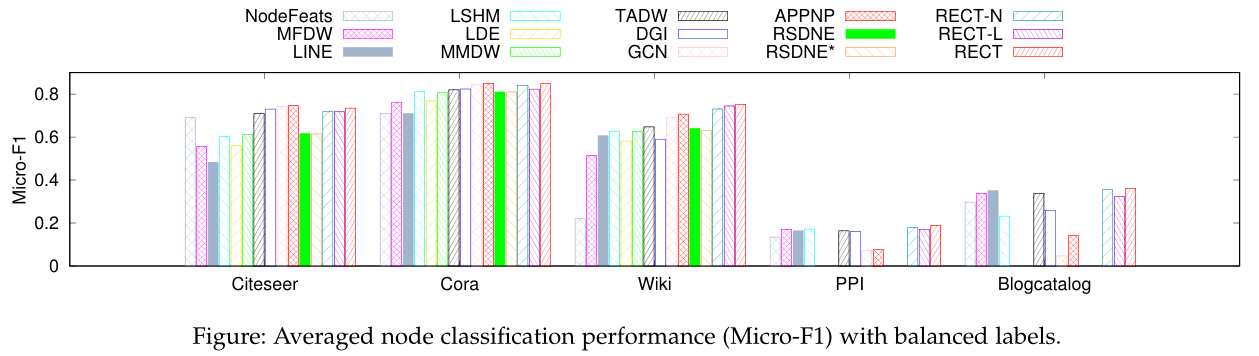 NodeFeats LSHM TADW APPNP RECT-N
MFDW LDE DGI RSDNE RECT-L
LINE MMDW GCN RSDNE* RECT
0.8
0.6
0.4
0.2
0
Micro-F1
Citeseer Cora Wiki PPI Blogcatalog
Figure: Averaged node classification performance (Micro-F1) with balanced labels.